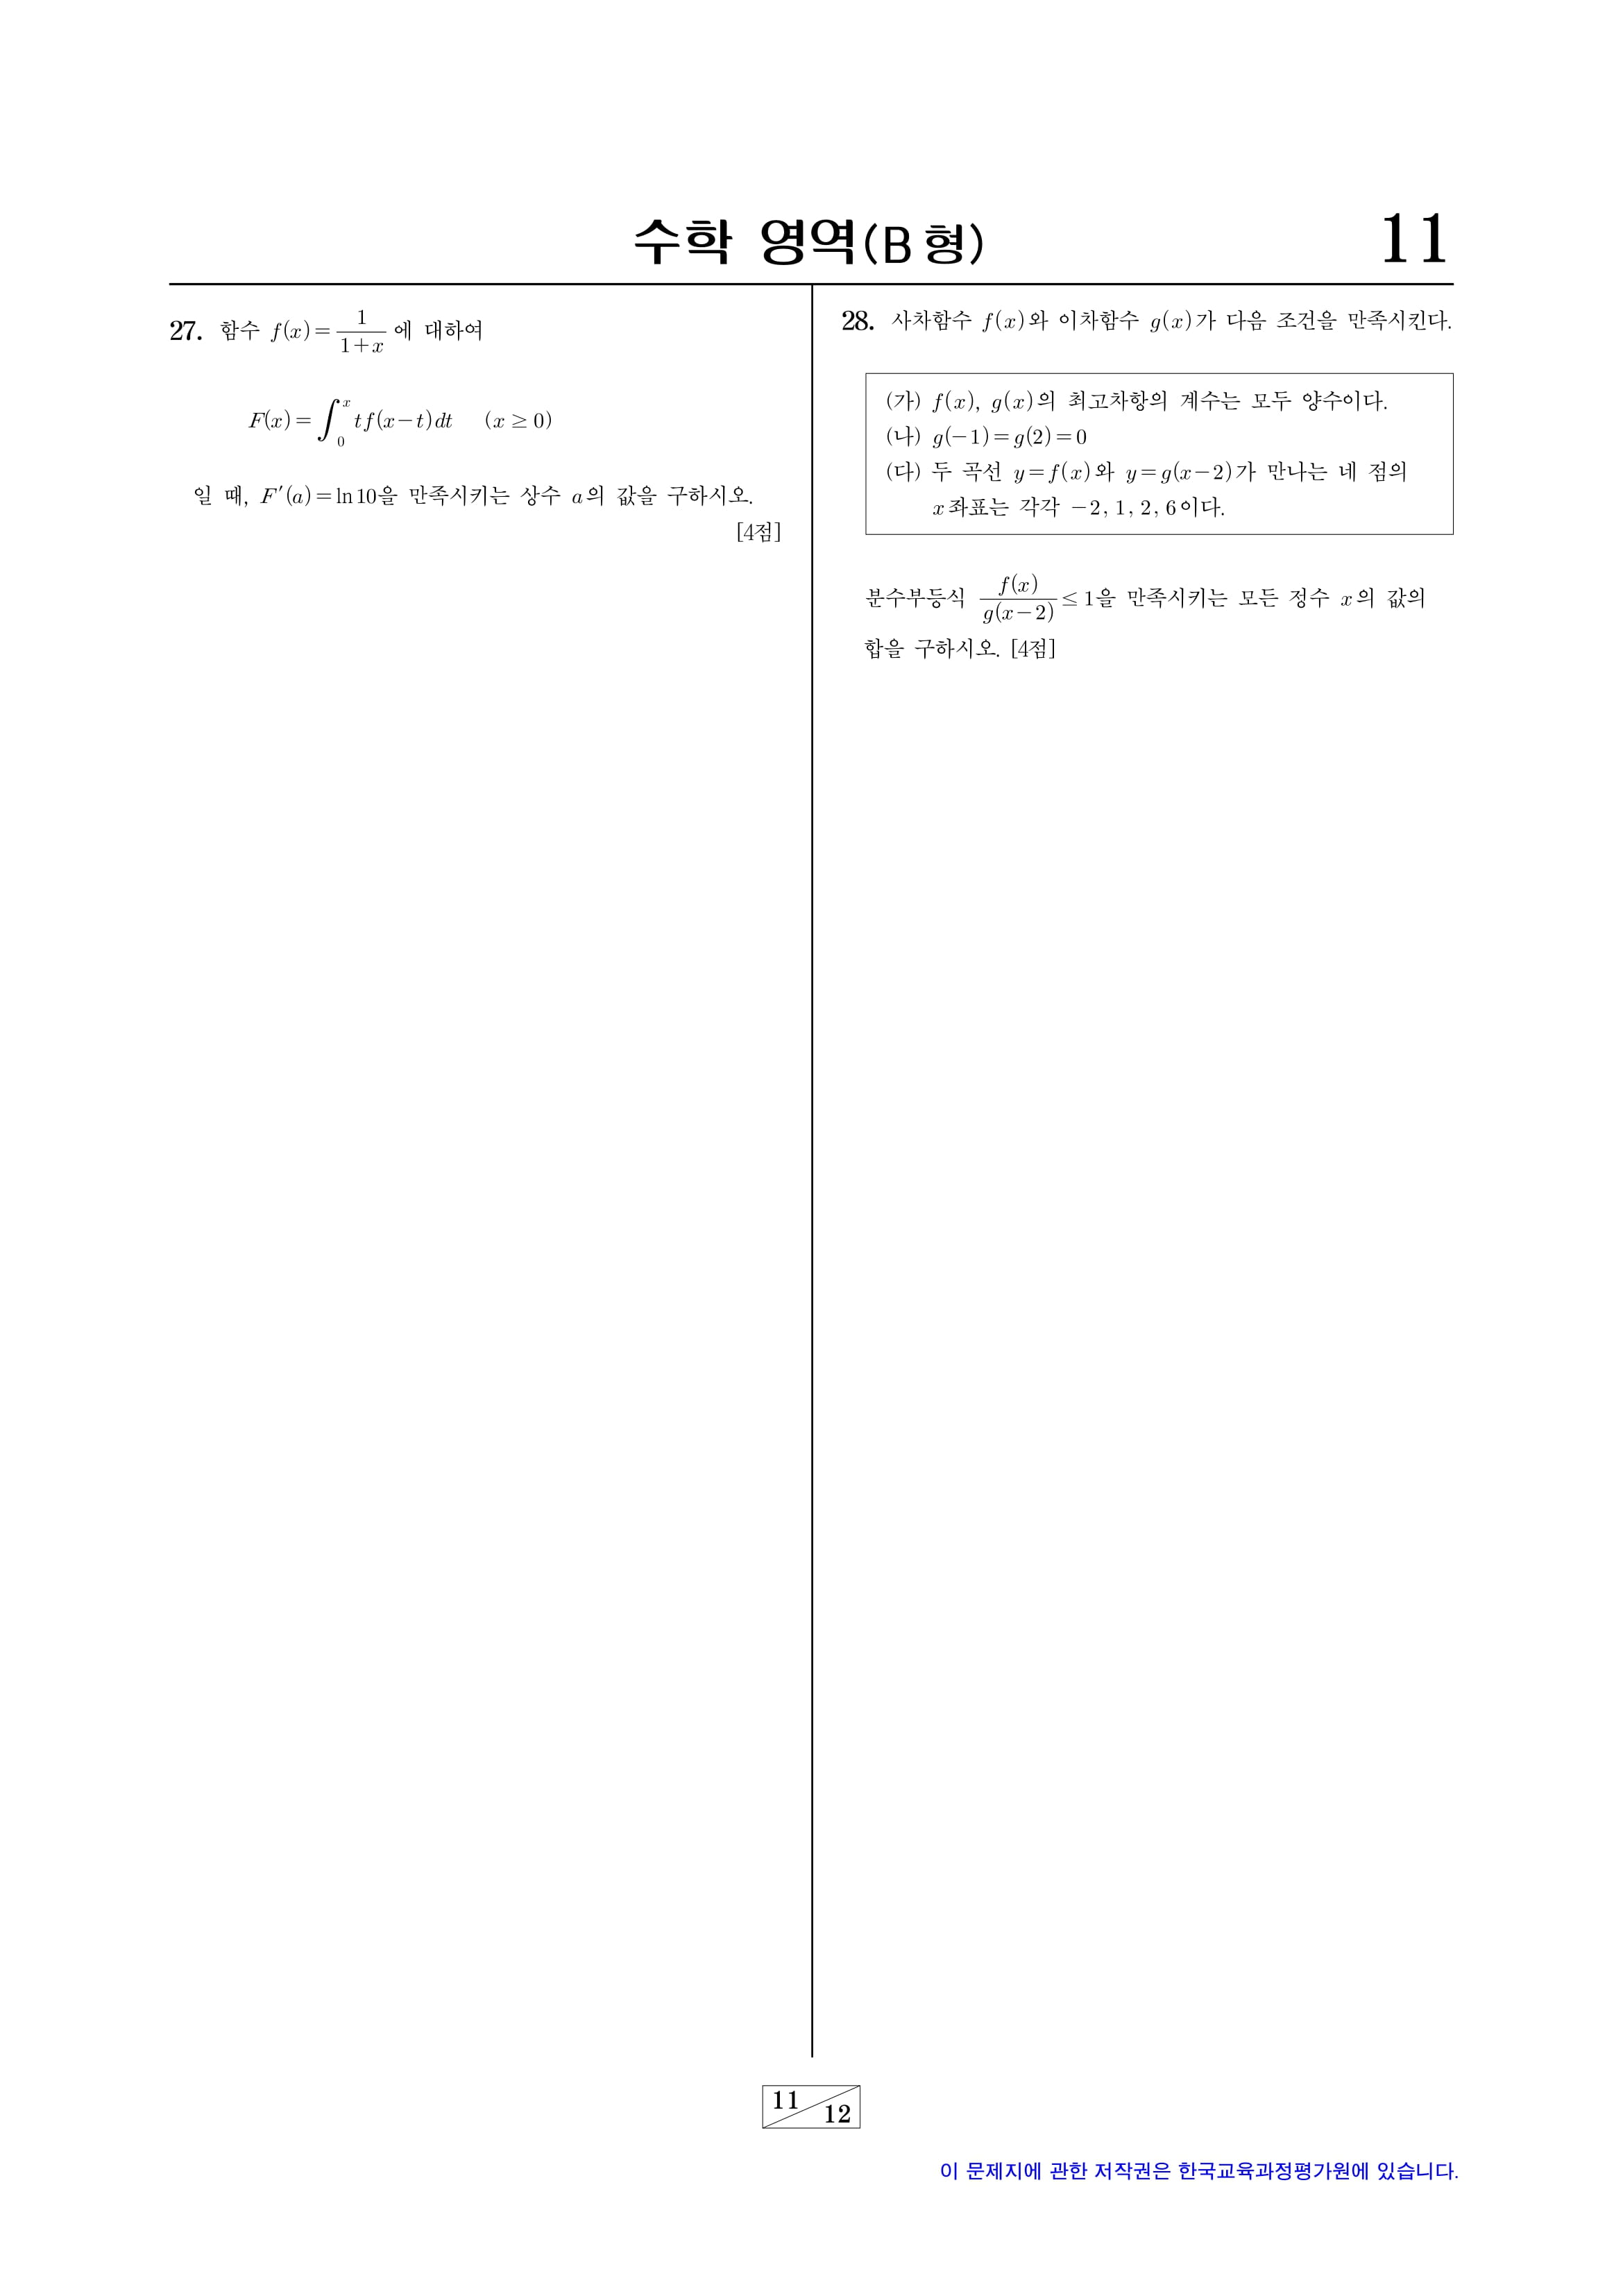 수학 영역(B 형)
11
27. 함수 f(x)=1/(1+x) 에 대하여
F(x)=∫₀ˣ tf(x-t)dt (x ≥ 0)
일 때, F′(a)=ln10을 만족시키는 상수 a의 값을 구하시오.
[4점]
28. 사차함수 f(x)와 이차함수 g(x)가 다음 조건을 만족시킨다.
(가) f(x), g(x)의 최고차항의 계수는 모두 양수이다.
(나) g(-1)=g(2)=0
(다) 두 곡선 y=f(x)와 y=g(x-2)가 만나는 네 점의
x좌표는 각각 -2, 1, 2, 6이다.
분수부등식 f(x)/g(x-2) ≤ 1을 만족시키는 모든 정수 x의 값의
합을 구하시오. [4점]
11
12
이 문제지에 관한 저작권은 한국교육과정평가원에 있습니다.